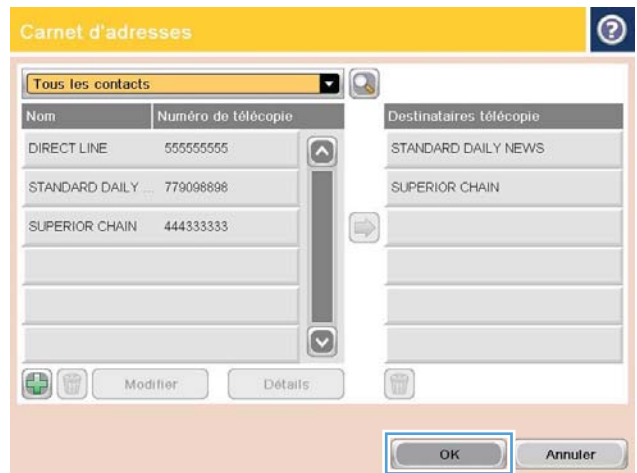 Carnet d'adresses
?
Tous les contacts
Nom Numéro de télécopie
Destinataires télécopie
DIRECT LINE 555555555
STANDARD DAILY NEWS
STANDARD DAILY ... 779098898
SUPERIOR CHAIN
SUPERIOR CHAIN 444333333
Modifier
Détails
OK
Annuler